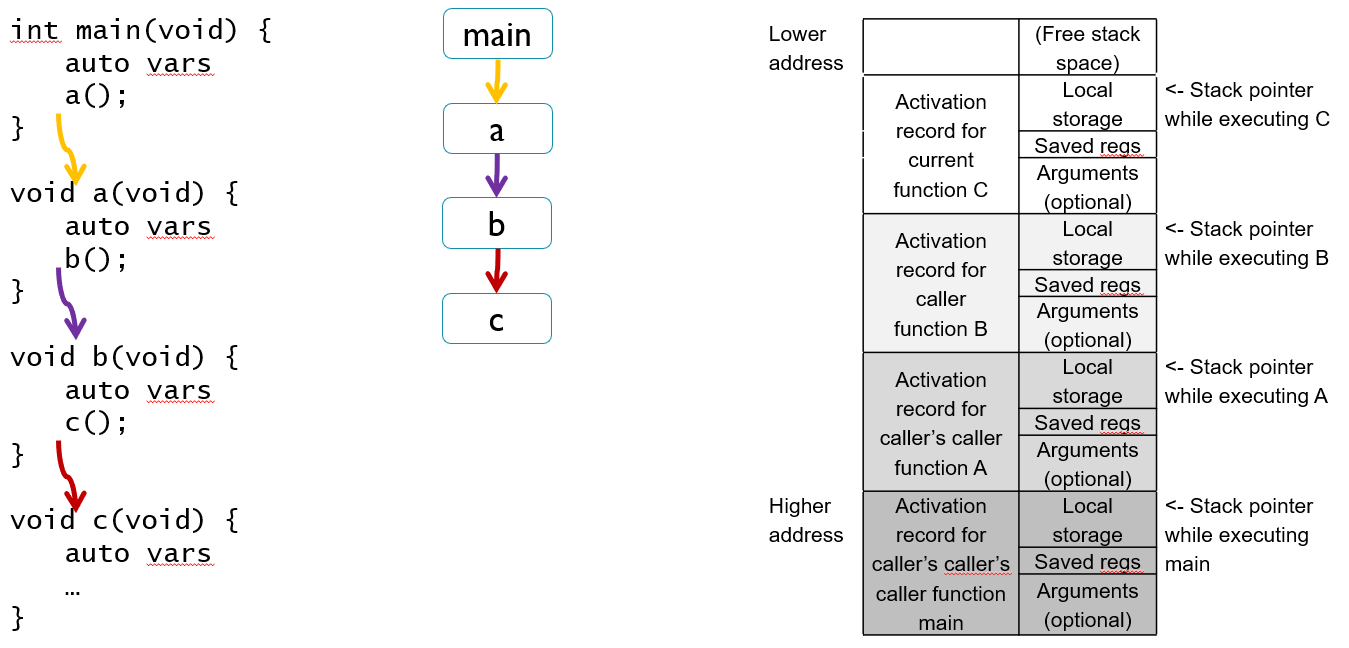 int main(void) {
auto vars
a();
}
void a(void) {
auto vars
b();
}
void b(void) {
auto vars
c();
}
void c(void) {
auto vars
…
}
main
a
b
c
Lower
address
(Free stack
space)
Activation
record for
current
function C
Local
storage
Saved regs
Arguments
(optional)
<- Stack pointer
while executing C
Activation
record for
caller
function B
Local
storage
Saved regs
Arguments
(optional)
<- Stack pointer
while executing B
Activation
record for
caller’s caller
function A
Local
storage
Saved regs
Arguments
(optional)
<- Stack pointer
while executing A
Higher
address
Activation
record for
caller’s caller’s
caller function
main
Local
storage
Saved regs
Arguments
(optional)
<- Stack pointer
while executing
main